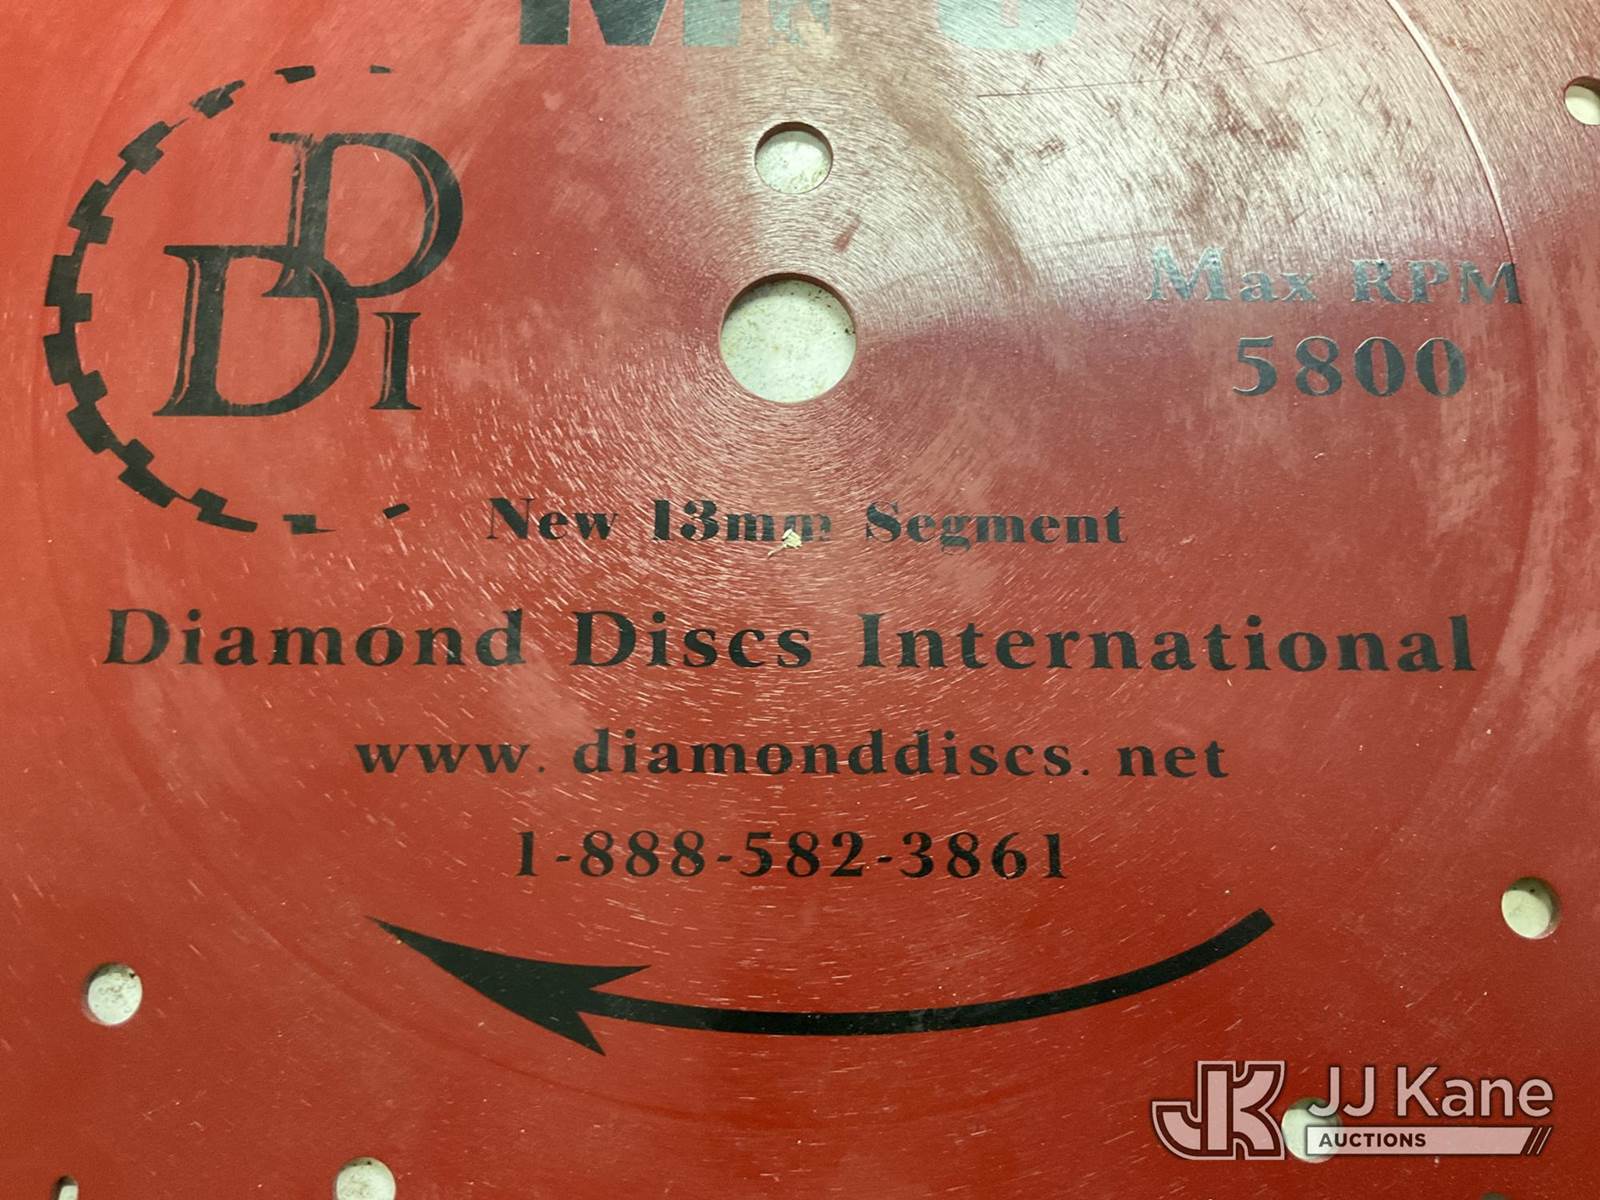 DDI
Max RPM
5800
New 13mm Segment
Diamond Discs International
www.diamonddiscs.net
1-888-582-3861
JK JJ Kane
AUCTIONS